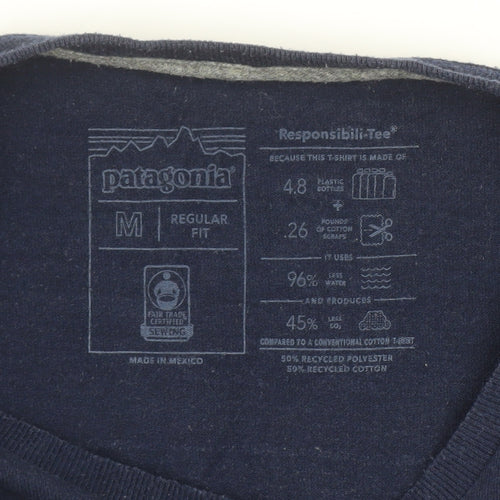 patagonia®
M
REGULAR
FIT
FAIR TRADE
CERTIFIED™
SEWING
MADE IN MEXICO
Responsibili-Tee®
BECAUSE THIS T-SHIRT IS MADE OF
4.8 PLASTIC
BOTTLES
+
.26 POUNDS
OF COTTON
SCRAPS
IT USES
96% LESS
WATER
AND PRODUCES
45% LESS
CO₂
COMPARED TO A CONVENTIONAL COTTON T-SHIRT
50% RECYCLED POLYESTER
50% RECYCLED COTTON